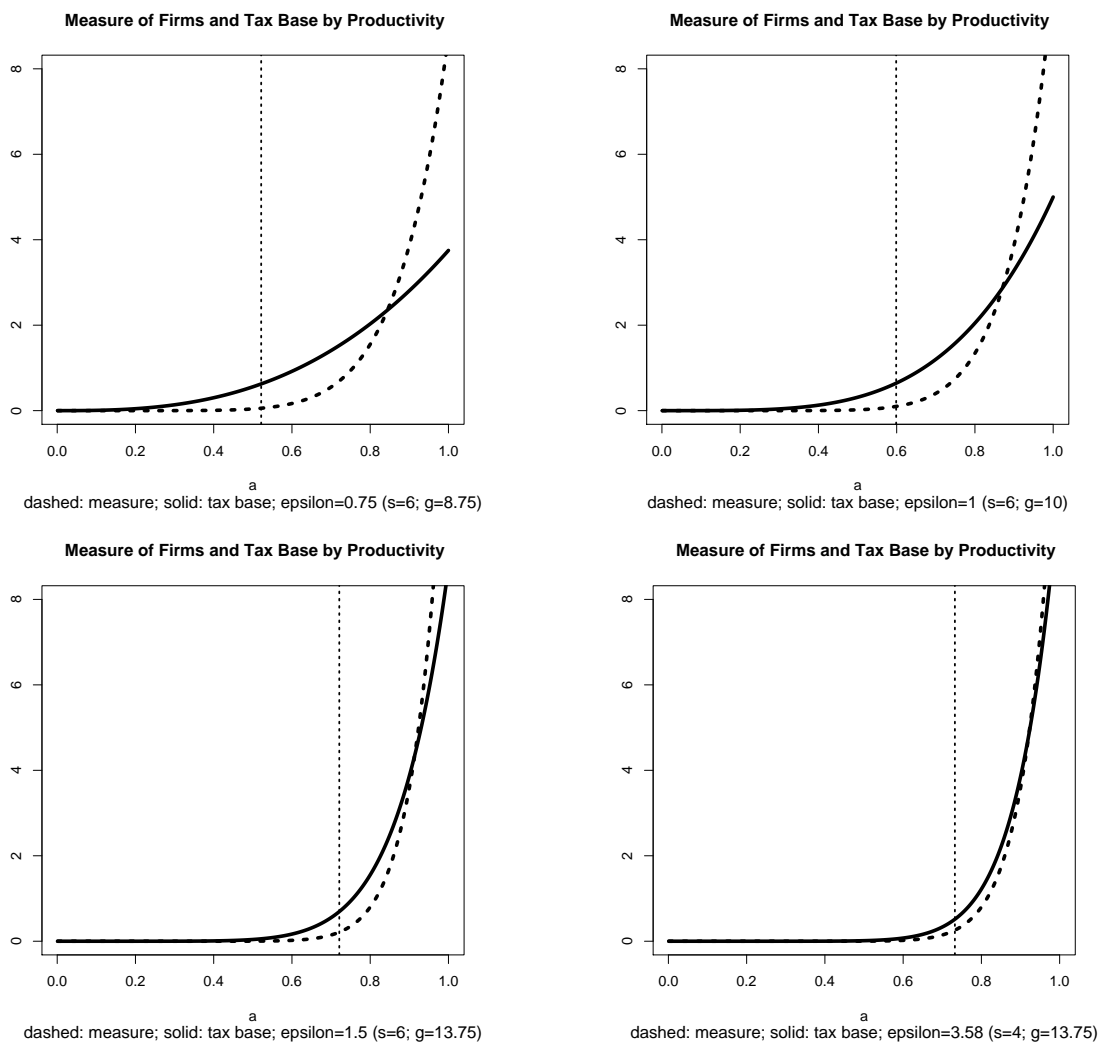 Measure of Firms and Tax Base by Productivity
8
6
4
2
0
0.0 0.2 0.4 0.6 0.8 1.0
a
dashed: measure; solid: tax base; epsilon=0.75 (s=6; g=8.75)
Measure of Firms and Tax Base by Productivity
8
6
4
2
0
0.0 0.2 0.4 0.6 0.8 1.0
a
dashed: measure; solid: tax base; epsilon=1 (s=6; g=10)
Measure of Firms and Tax Base by Productivity
8
6
4
2
0
0.0 0.2 0.4 0.6 0.8 1.0
a
dashed: measure; solid: tax base; epsilon=1.5 (s=6; g=13.75)
Measure of Firms and Tax Base by Productivity
8
6
4
2
0
0.0 0.2 0.4 0.6 0.8 1.0
a
dashed: measure; solid: tax base; epsilon=3.58 (s=4; g=13.75)